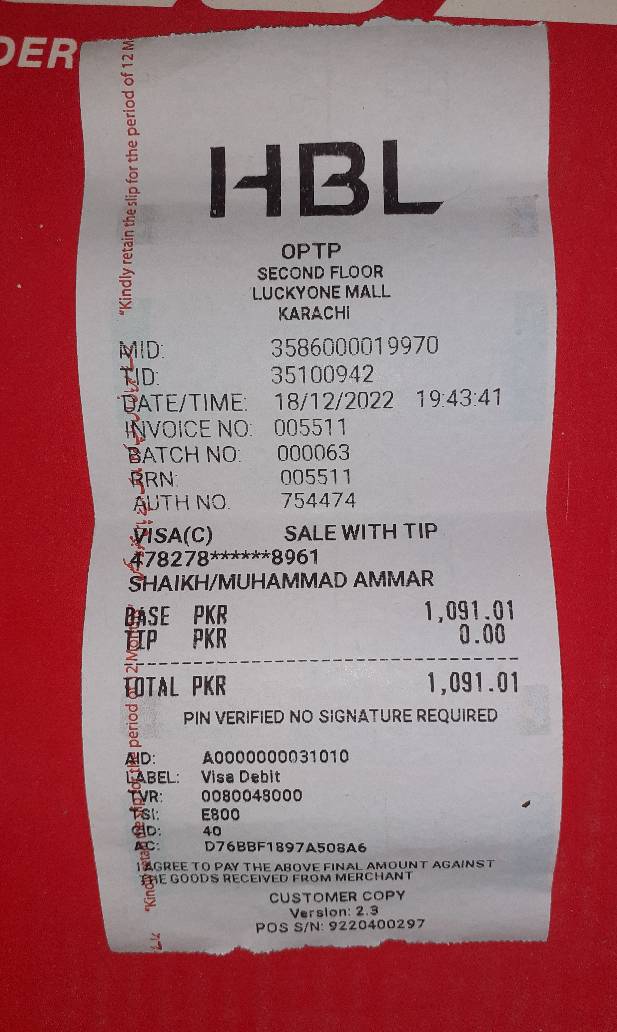 DER
"Kindly retain the slip for the period of 12 M
HBL
OPTP
SECOND FLOOR
LUCKYONE MALL
KARACHI
MID: 3586000019970
TID: 35100942
DATE/TIME: 18/12/2022 19:43:41
INVOICE NO: 005511
BATCH NO: 000063
RRN: 005511
AUTH NO. 754474
VISA(C) SALE WITH TIP
478278******8961
SHAIKH/MUHAMMAD AMMAR
BASE PKR 1,091.01
TIP PKR 0.00
TOTAL PKR 1,091.01
PIN VERIFIED NO SIGNATURE REQUIRED
AID: A0000000031010
LABEL: Visa Debit
TVR: 0080048000
TSI: E800
CID: 40
AC: D76BBF1897A508A6
I AGREE TO PAY THE ABOVE FINAL AMOUNT AGAINST
THE GOODS RECEIVED FROM MERCHANT
CUSTOMER COPY
Version: 2.3
POS S/N: 9220400297
"Kindly retain the slip for the period of 12 Months